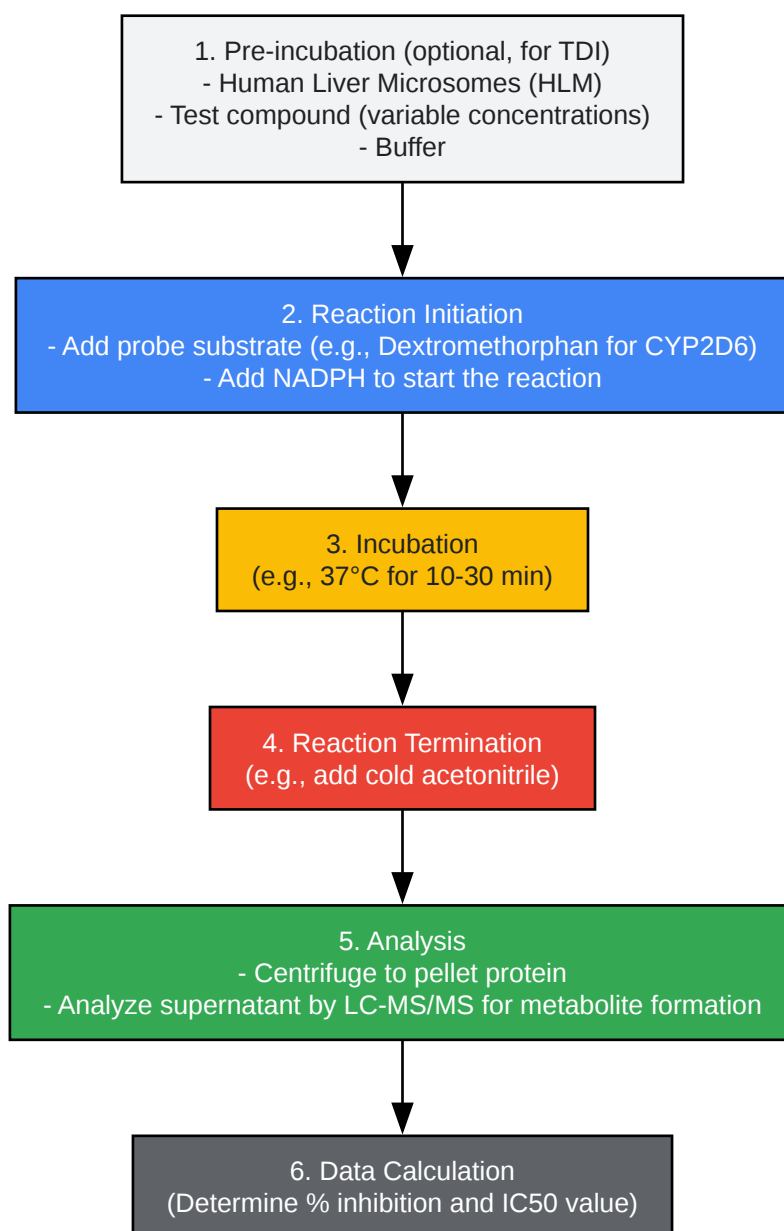 1. Pre-incubation (optional, for TDI)
- Human Liver Microsomes (HLM)
- Test compound (variable concentrations)
- Buffer
2. Reaction Initiation
- Add probe substrate (e.g., Dextromethorphan for CYP2D6)
- Add NADPH to start the reaction
3. Incubation
(e.g., 37°C for 10-30 min)
4. Reaction Termination
(e.g., add cold acetonitrile)
5. Analysis
- Centrifuge to pellet protein
- Analyze supernatant by LC-MS/MS for metabolite formation
6. Data Calculation
(Determine % inhibition and IC50 value)